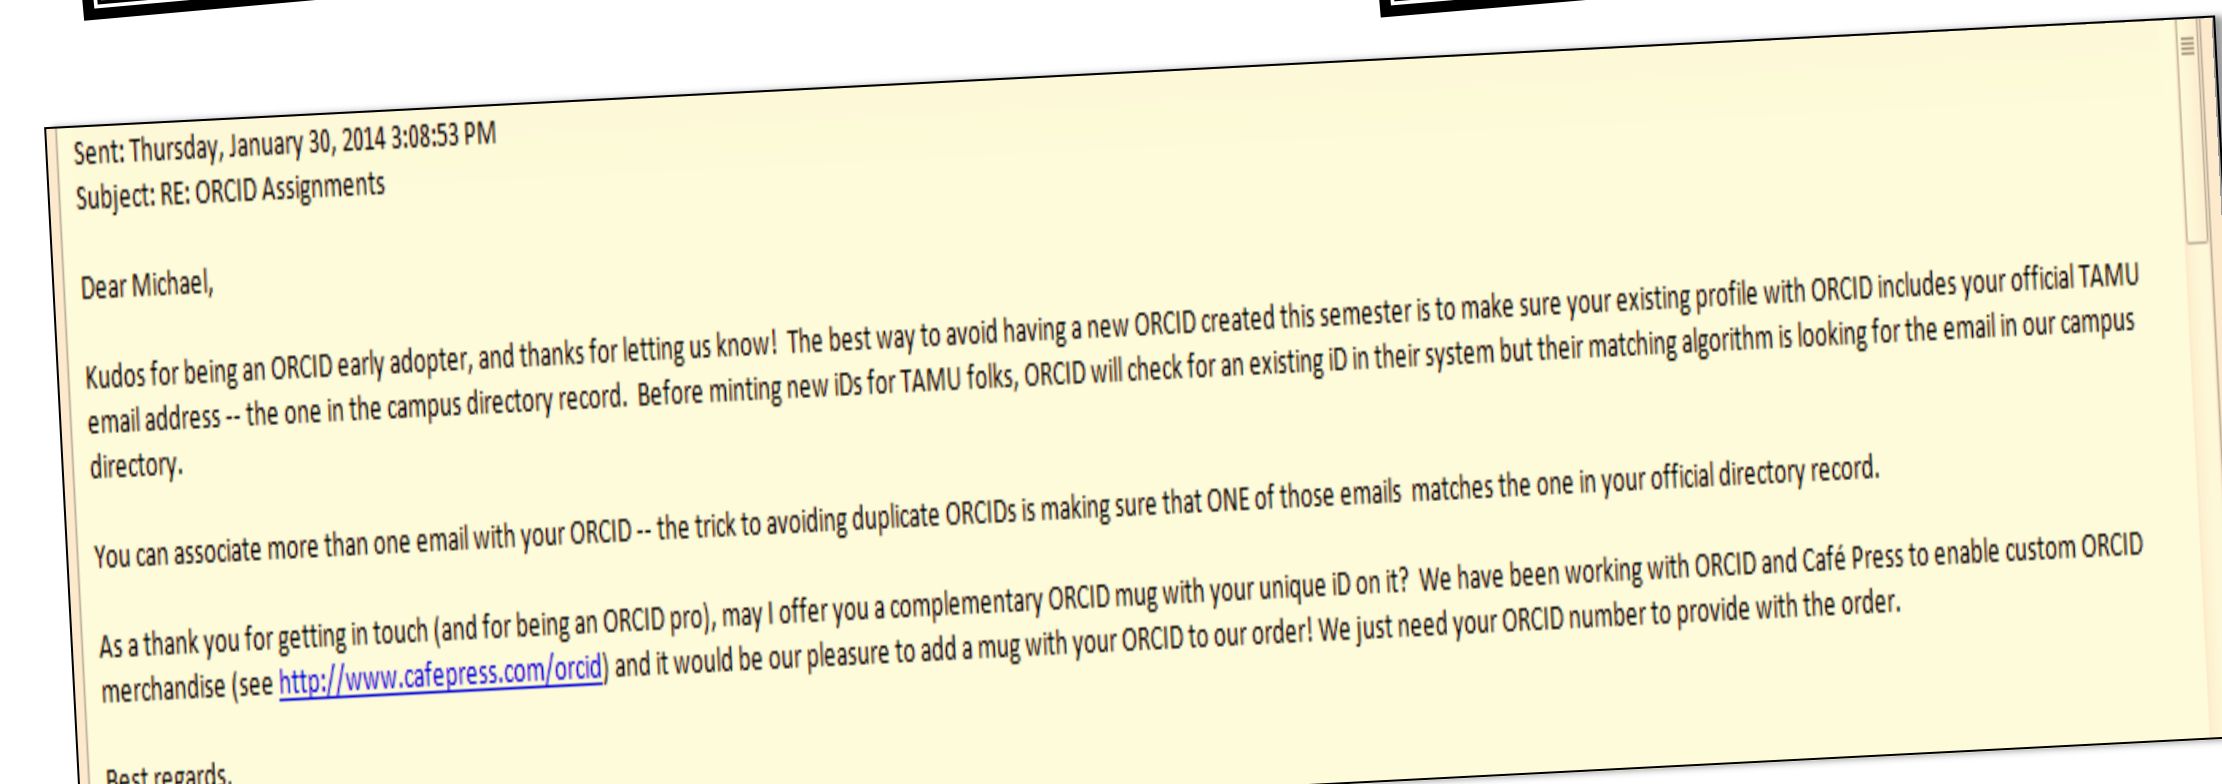 Sent: Thursday, January 30, 2014 3:08:53 PM
Subject: RE: ORCID Assignments
Dear Michael,
Kudos for being an ORCID early adopter, and thanks for letting us know!  The best way to avoid having a new ORCID created this semester is to make sure your existing profile with ORCID includes your official TAMU
email address -- the one in the campus directory record.  Before minting new iDs for TAMU folks, ORCID will check for an existing iD in their system but their matching algorithm is looking for the email in our campus
directory.
You can associate more than one email with your ORCID -- the trick to avoiding duplicate ORCIDs is making sure that ONE of those emails  matches the one in your official directory record.
As a thank you for getting in touch (and for being an ORCID pro), may I offer you a complementary ORCID mug with your unique iD on it?  We have been working with ORCID and Café Press to enable custom ORCID
merchandise (see http://www.cafepress.com/orcid) and it would be our pleasure to add a mug with your ORCID to our order! We just need your ORCID number to provide with the order.
Best regards,